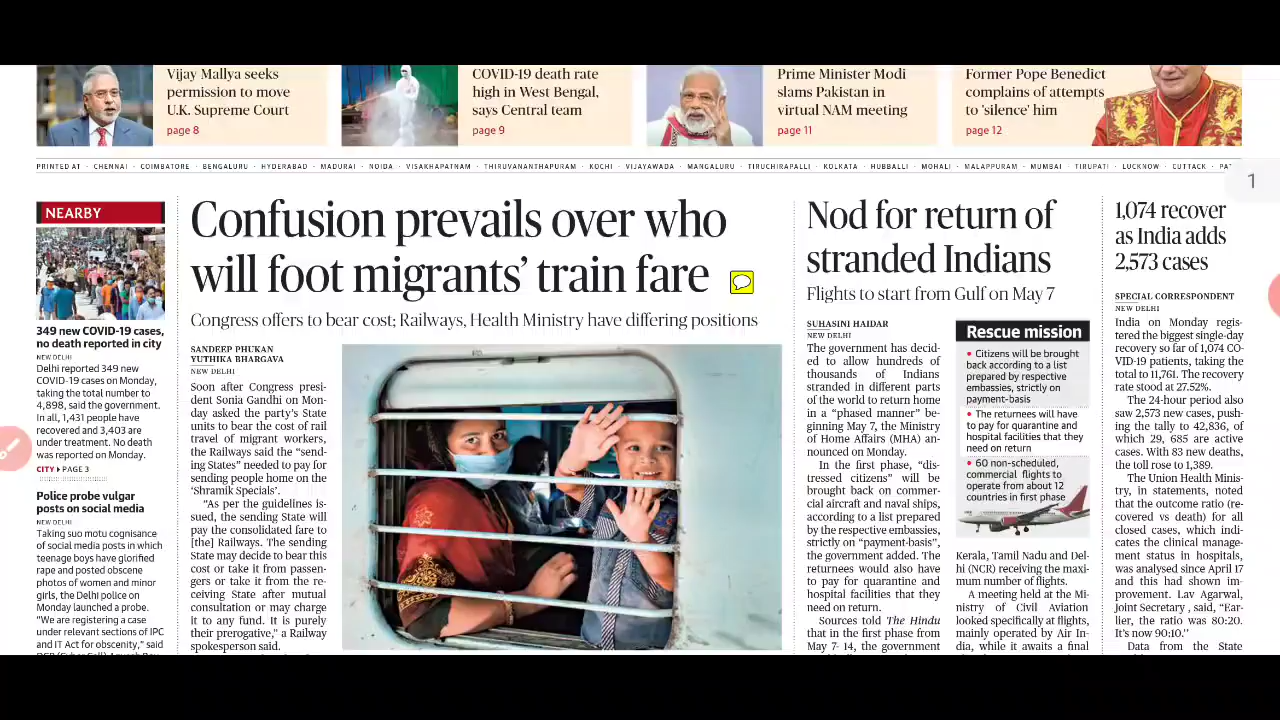 Vijay Mallya seeks
permission to move
U.K. Supreme Court
page 8
COVID-19 death rate
high in West Bengal,
says Central team
page 9
Prime Minister Modi
slams Pakistan in
virtual NAM meeting
page 11
Former Pope Benedict
complains of attempts
to 'silence' him
page 12
PRINTED AT · CHENNAI · COIMBATORE · BENGALURU · HYDERABAD · MADURAI · NOIDA · VISAKHAPATNAM · THIRUVANANTHAPURAM · KOCHI · VIJAYAWADA · MANGALURU · TIRUCHIRAPALLI · KOLKATA · HUBBALLI · MOHALI · MALAPPURAM · MUMBAI · TIRUPATI · LUCKNOW · CUTTACK · PAT
1
NEARBY
349 new COVID-19 cases,
no death reported in city
NEW DELHI
Delhi reported 349 new
COVID-19 cases on Monday,
taking the total number to
4,898, said the government.
In all, 1,431 people have
recovered and 3,403 are
under treatment. No death
was reported on Monday.
CITY PAGE 3
Police probe vulgar
posts on social media
NEW DELHI
Taking suo motu cognisance
of social media posts in which
teenage boys have glorified
rape and posted obscene
photos of women and minor
girls, the Delhi police on
Monday launched a probe.
"We are registering a case
under relevant sections of IPC
and IT Act for obscenity," said
Confusion prevails over who
will foot migrants' train fare
Congress offers to bear cost; Railways, Health Ministry have differing positions
SANDEEP PHUKAN
YUTHIKA BHARGAVA
NEW DELHI
Soon after Congress presi-
dent Sonia Gandhi on Mon-
day asked the party's State
units to bear the cost of rail
travel of migrant workers,
the Railways said the "send-
ing States" needed to pay for
sending people home on the
'Shramik Specials'.
"As per the guidelines is-
sued, the sending State will
pay the consolidated fare to
[the] Railways. The sending
State may decide to bear this
cost or take it from passen-
gers or take it from the re-
ceiving State after mutual
consultation or may charge
it to any fund. It is purely
their prerogative," a Railway
spokesperson said.
Nod for return of
stranded Indians
Flights to start from Gulf on May 7
SUHASINI HAIDAR
NEW DELHI
The government has decid-
ed to allow hundreds of
thousands of Indians
stranded in different parts
of the world to return home
in a "phased manner" be-
ginning May 7, the Ministry
of Home Affairs (MHA) an-
nounced on Monday.
In the first phase, "dis-
tressed citizens" will be
brought back on commer-
cial aircraft and naval ships,
according to a list prepared
by the respective embassies,
strictly on "payment-basis",
the government added. The
returnees would also have
to pay for quarantine and
hospital facilities that they
need on return.
Sources told The Hindu
that in the first phase from
May 7- 14, the government
Rescue mission
• Citizens will be brought
back according to a list
prepared by respective
embassies, strictly on
payment-basis
• The returnees will have
to pay for quarantine and
hospital facilities that they
need on return
• 60 non-scheduled,
commercial flights to
operate from about 12
countries in first phase
Kerala, Tamil Nadu and Del-
hi (NCR) receiving the maxi-
mum number of flights.
A meeting held at the Mi-
nistry of Civil Aviation
looked specifically at flights,
mainly operated by Air In-
dia, while it awaits a final
1,074 recover
as India adds
2,573 cases
SPECIAL CORRESPONDENT
NEW DELHI
India on Monday regis-
tered the biggest single-day
recovery so far of 1,074 CO-
VID-19 patients, taking the
total to 11,761. The recovery
rate stood at 27.52%.
The 24-hour period also
saw 2,573 new cases, push-
ing the tally to 42,836, of
which 29, 685 are active
cases. With 83 new deaths,
the toll rose to 1,389.
The Union Health Minis-
try, in statements, noted
that the outcome ratio (re-
covered vs death) for all
closed cases, which indi-
cates the clinical manage-
ment status in hospitals,
was analysed since April 17
and this had shown im-
provement. Lav Agarwal,
Joint Secretary , said, "Ear-
lier, the ratio was 80:20.
It's now 90:10."
Data from the State